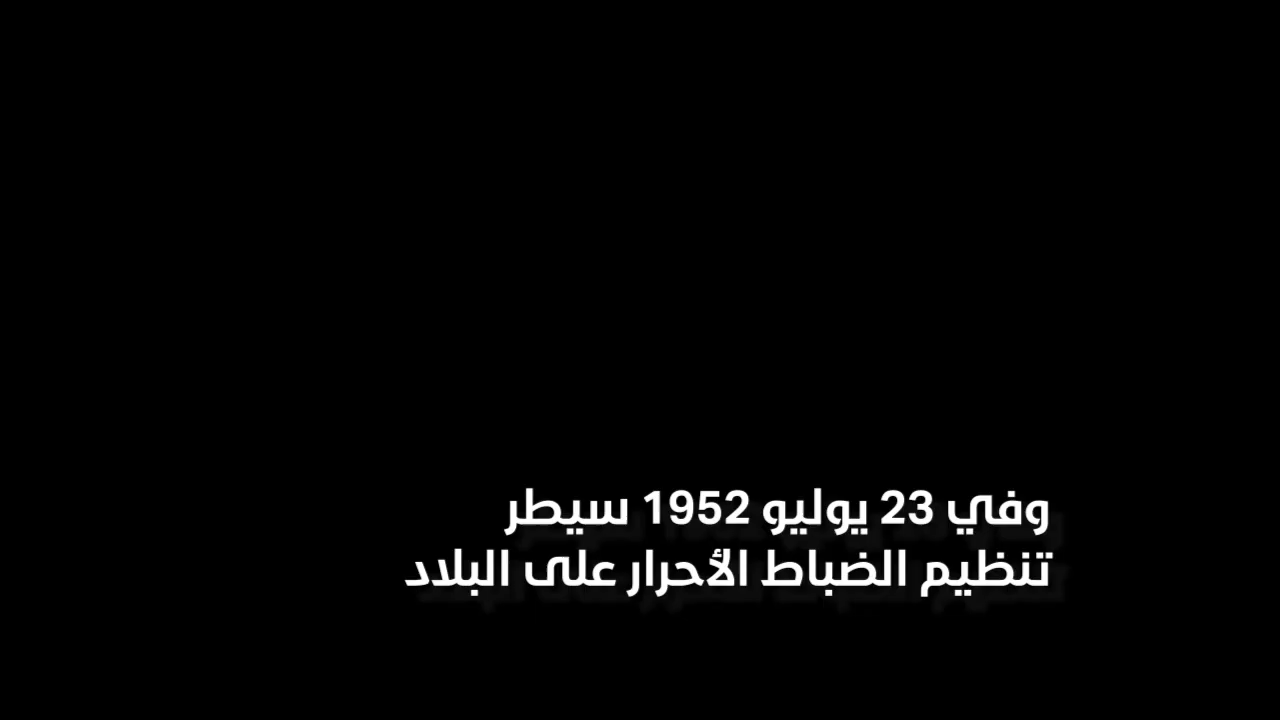 وفي 23 يوليو 1952 سيطر
تنظيم الضباط الأحرار على البلاد